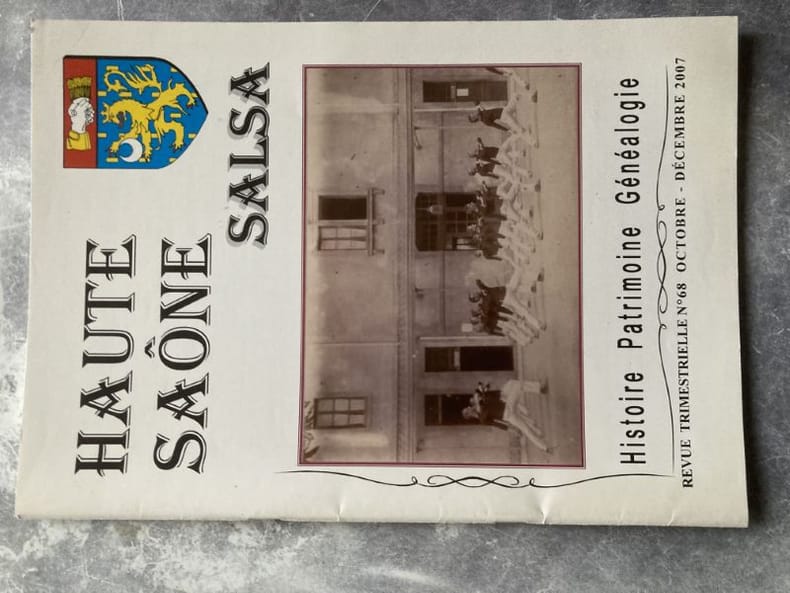 HAUTE
SAÔNE
SALSA
Histoire Patrimoine Généalogie
REVUE TRIMESTRIELLE N°68 OCTOBRE - DÉCEMBRE 2007